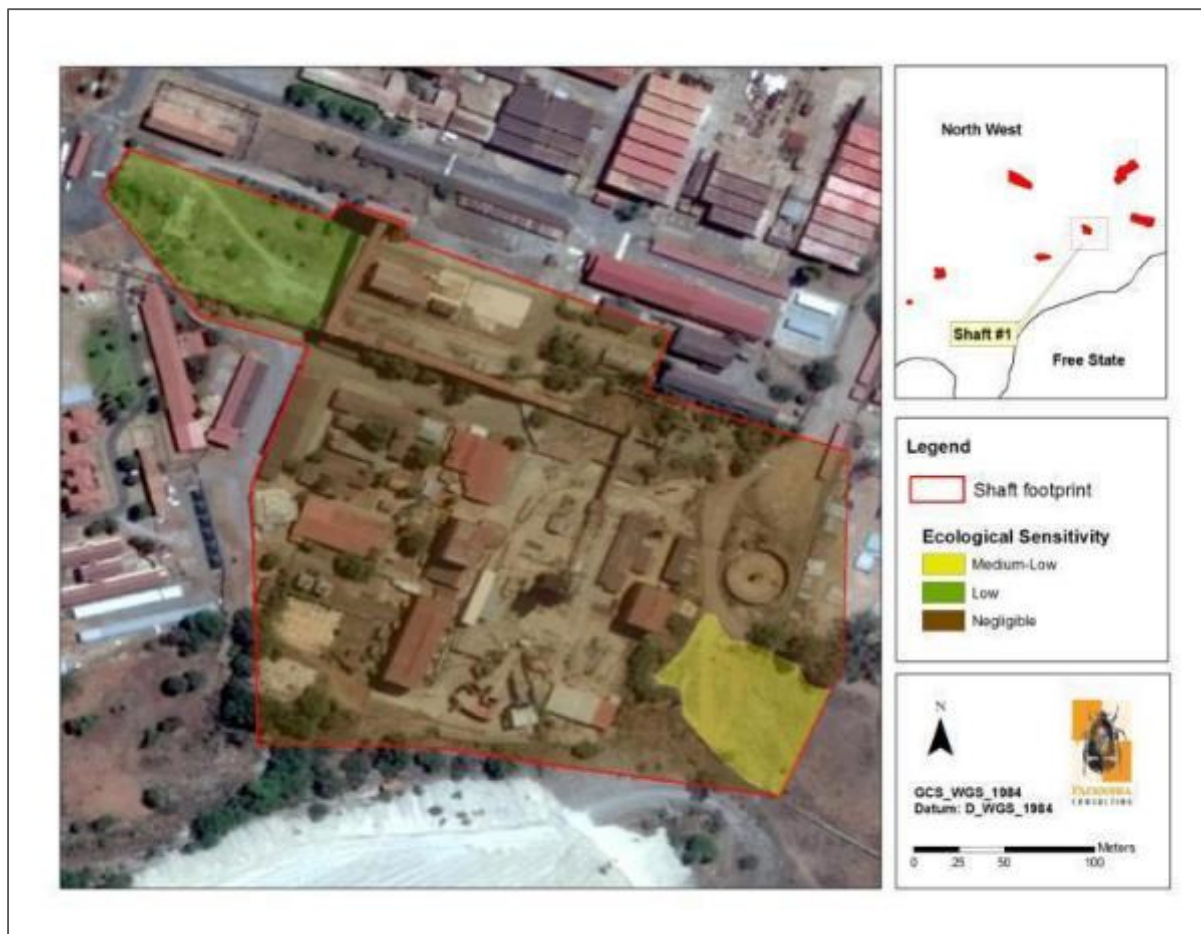 North West
Shaft #1
Free State
Legend
Shaft footprint
Ecological Sensitivity
Medium-Low
Low
Negligible
N
GCS_WGS_1984
Datum: D_WGS_1984
CONSULTING
Meters
0 25 50 100